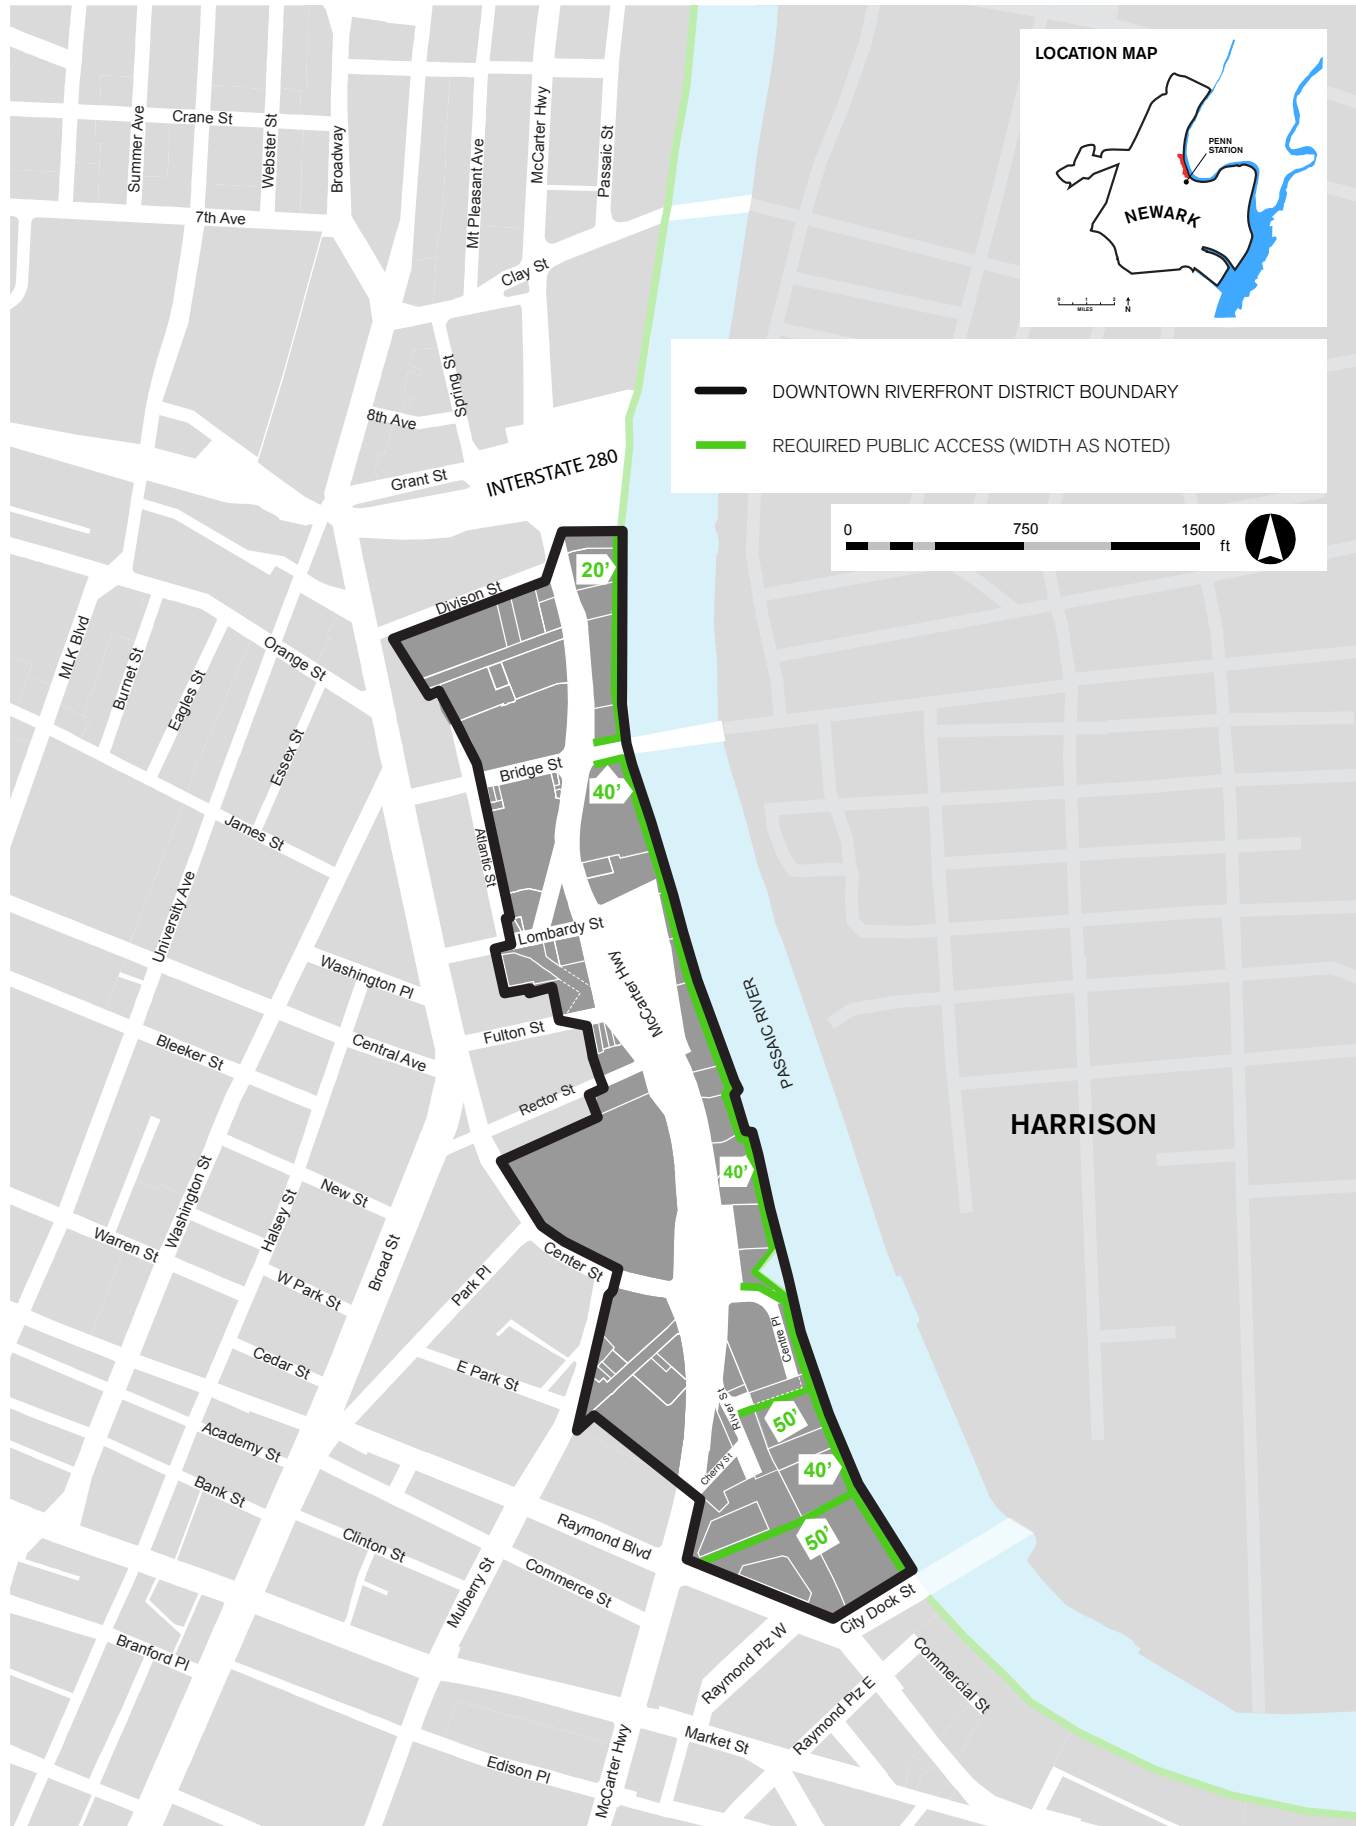 LOCATION MAP
PENN
STATION
NEWARK
0 1 2
MILES
N
DOWNTOWN RIVERFRONT DISTRICT BOUNDARY
REQUIRED PUBLIC ACCESS (WIDTH AS NOTED)
0 750 1500
ft
Crane St
Summer Ave
Webster St
Broadway
Mt Pleasant Ave
McCarter Hwy
Passaic St
7th Ave
Clay St
Spring St
8th Ave
Grant St
INTERSTATE 280
20'
Divison St
MLK Blvd
Burnet St
Eagles St
Orange St
Essex St
Bridge St
40'
James St
Atlantic St
University Ave
Lombardy St
Washington Pl
McCarter Hwy
PASSAIC RIVER
Fulton St
Bleeker St
Central Ave
Rector St
HARRISON
40'
New St
Washington St
Halsey St
Warren St
Broad St
Center St
W Park St
Park Pl
Centre Pl
Cedar St
E Park St
River St
50'
Academy St
Cherry St
40'
Bank St
50'
Raymond Blvd
Clinton St
Commerce St
Mulberry St
City Dock St
Branford Pl
Raymond Plz W
Commercial St
Raymond Plz E
Market St
Edison Pl
McCarter Hwy